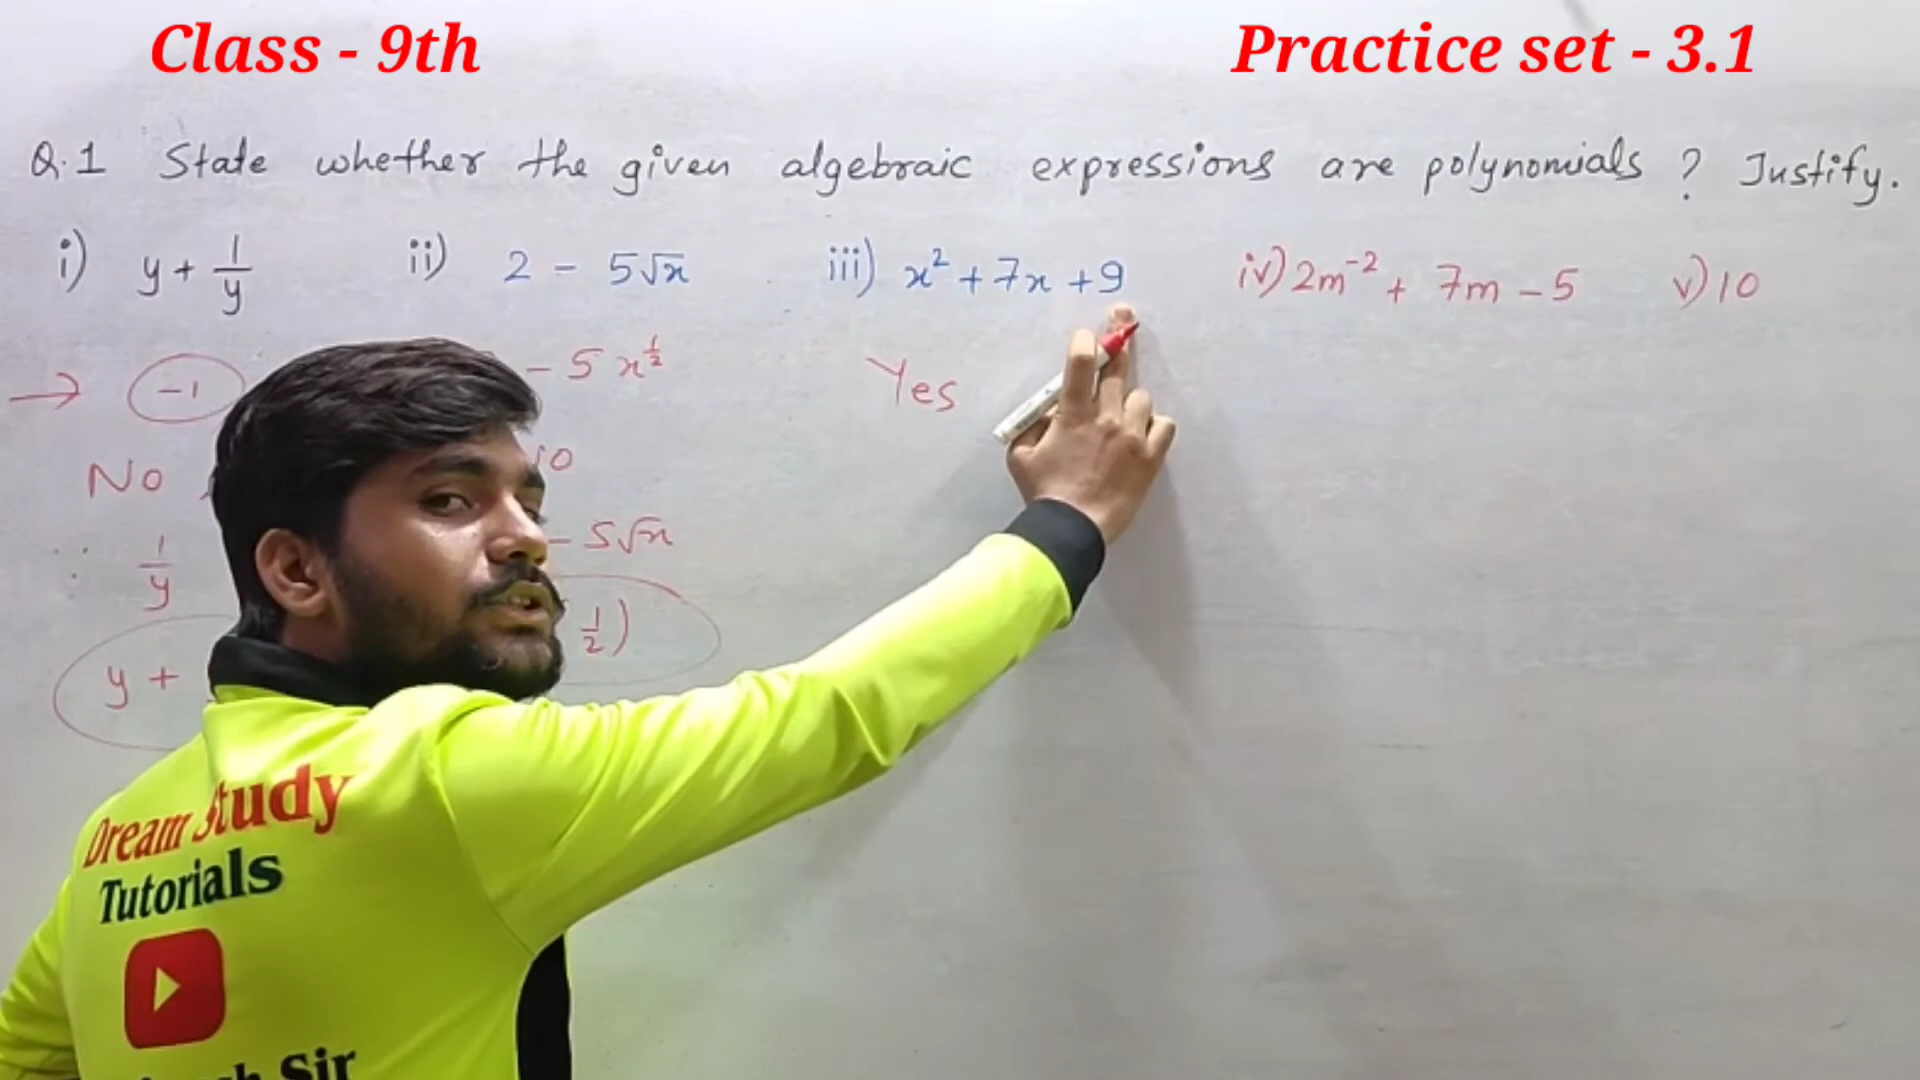 Class - 9th
Practice set - 3.1
Q.1 State whether the given algebraic expressions are polynomials ? Justify.
i) y + 1/y ii) 2 - 5√x iii) x² + 7x + 9 iv) 2m⁻² + 7m - 5 v) 10
→ -1 - 5x^½ Yes
No
∵ 1/y - 5√x
y + ½)
Dream Study
Tutorials
Sir